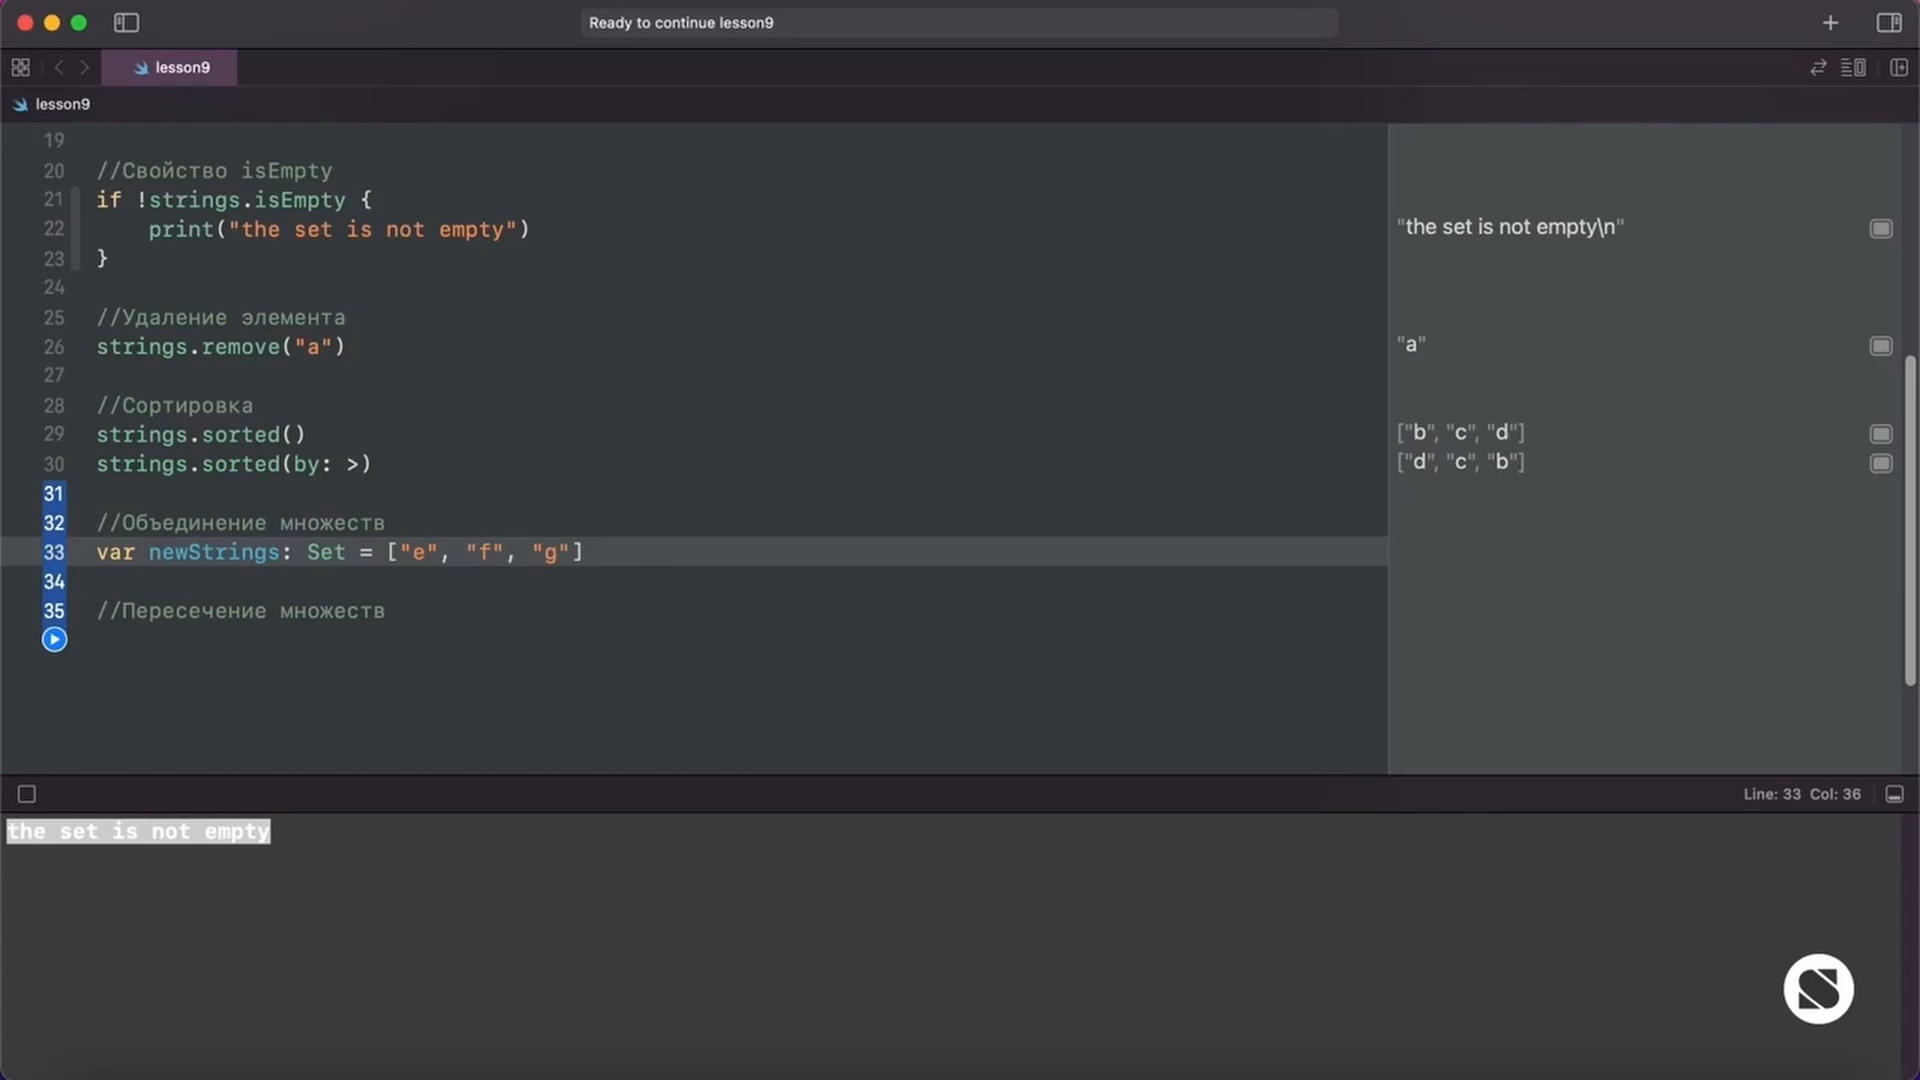 Ready to continue lesson9
lesson9
lesson9
19
20 //Свойство isEmpty
21 if !strings.isEmpty {
22 print("the set is not empty")
23 }
24
25 //Удаление элемента
26 strings.remove("a")
27
28 //Сортировка
29 strings.sorted()
30 strings.sorted(by: >)
31
32 //Объединение множеств
33 var newStrings: Set = ["e", "f", "g"]
34
35 //Пересечение множеств
"the set is not empty\n"
"a"
["b", "c", "d"]
["d", "c", "b"]
Line: 33 Col: 36
the set is not empty